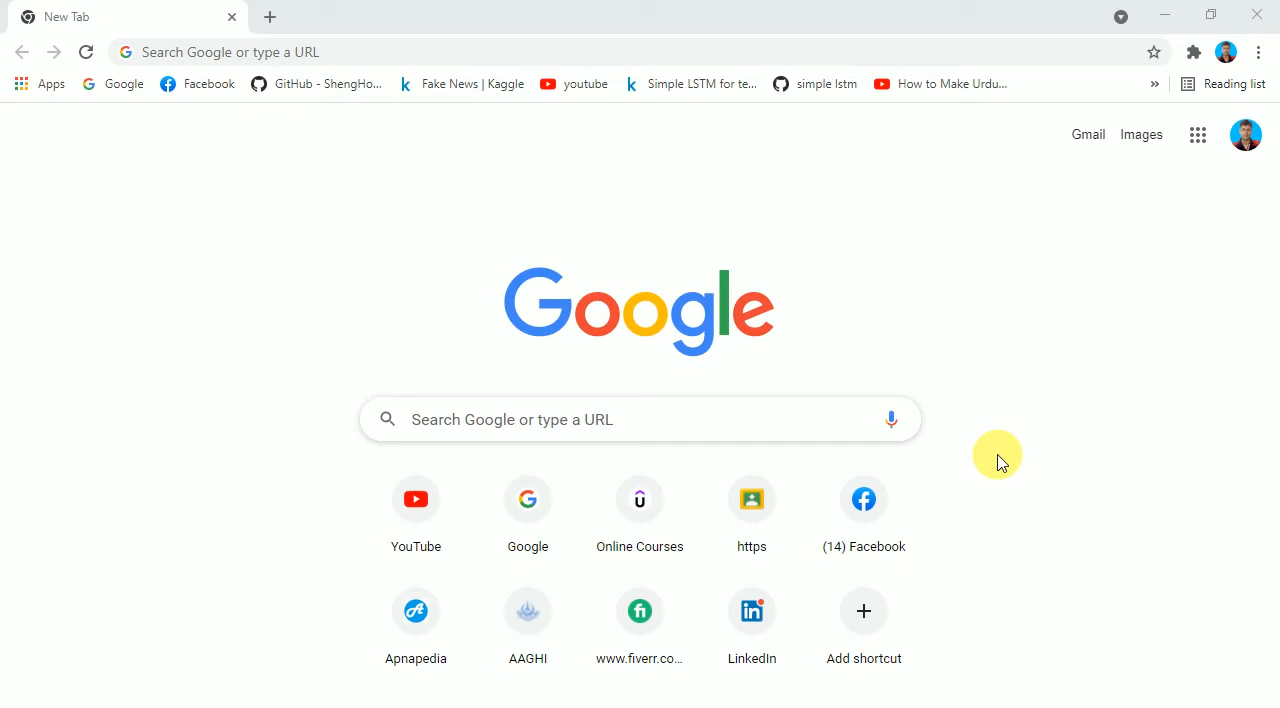 New Tab
Search Google or type a URL
Apps Google Facebook GitHub - ShengHo... Fake News | Kaggle youtube Simple LSTM for te... simple lstm How to Make Urdu... » Reading list
Gmail Images
Google
Search Google or type a URL
YouTube Google Online Courses https (14) Facebook
Apnapedia AAGHI www.fiverr.co... LinkedIn Add shortcut